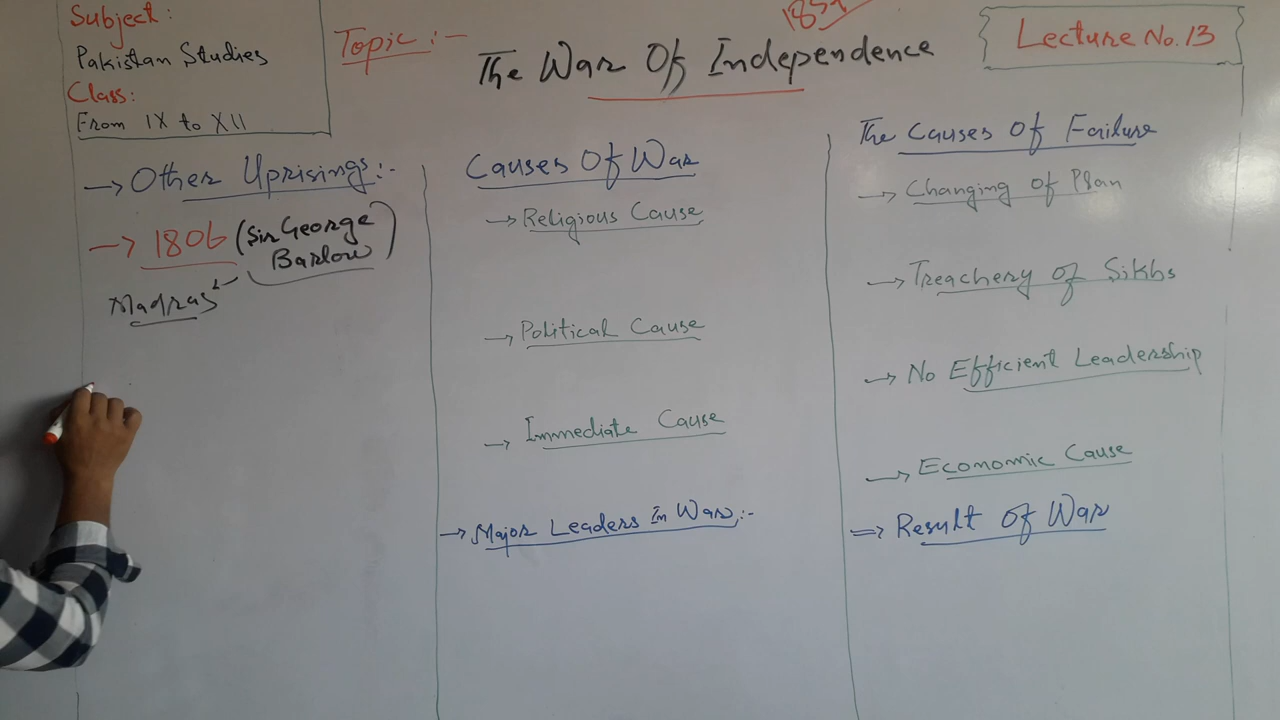 Subject:
Pakistan Studies
Class:
From IX to XII
Topic:-
1857
The War Of Independence
Lecture No.13
→ Other Uprisings:-
→ 1806 (Sir George
Barlow)
Madras
Causes Of War
→ Religious Cause
→ Political Cause
→ Immediate Cause
→ Major Leaders In War:-
The Causes Of Failure
→ Changing of Plan
→ Treachery of Sikhs
→ No Efficient Leadership
→ Economic Cause
⇒ Result Of War